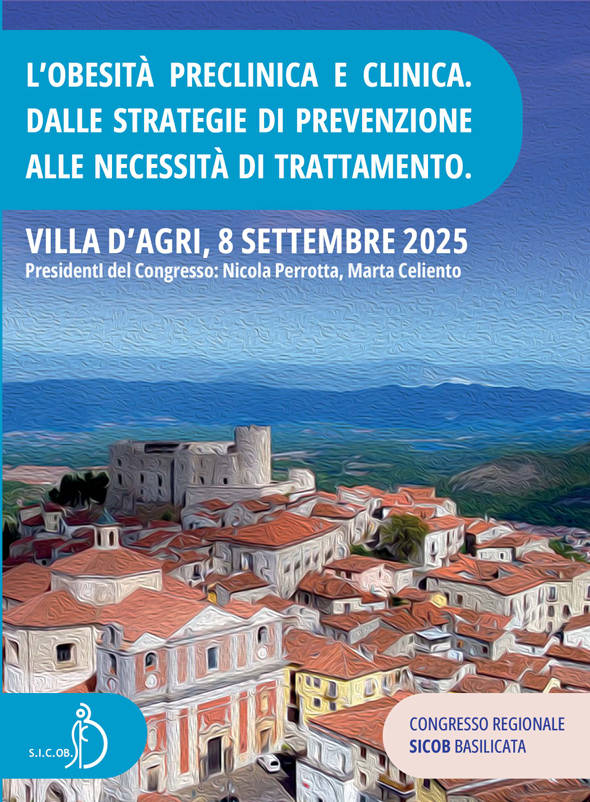 L’OBESITÀ PRECLINICA E CLINICA.
DALLE STRATEGIE DI PREVENZIONE
ALLE NECESSITÀ DI TRATTAMENTO.
VILLA D’AGRI, 8 SETTEMBRE 2025
PresidentI del Congresso: Nicola Perrotta, Marta Celiento
S.I.C.OB.
CONGRESSO REGIONALE
SICOB BASILICATA